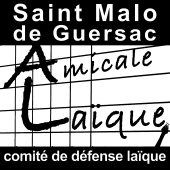 Saint Malo
de Guersac
Amicale
Laïque
comité de défense laïque